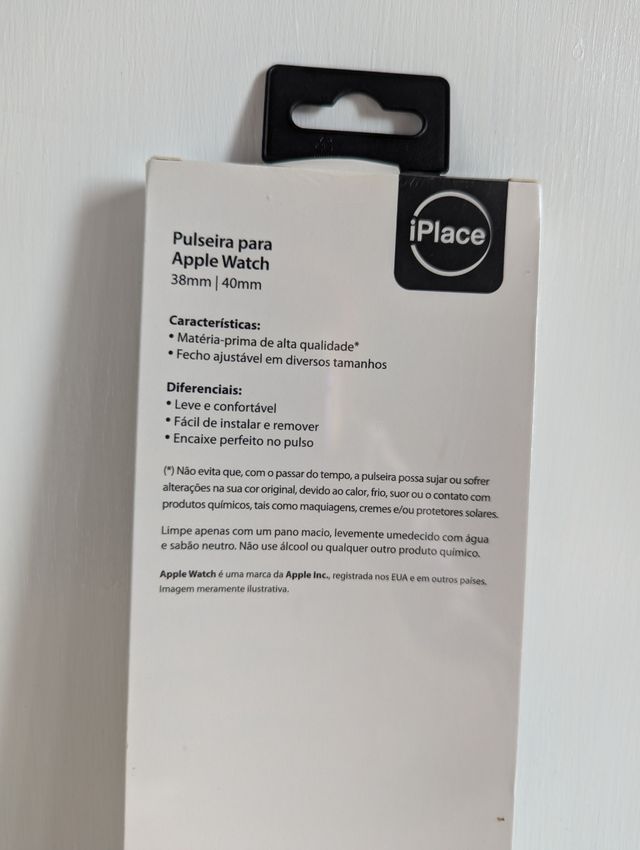 iPlace
Pulseira para
Apple Watch
38mm | 40mm
Características:
• Matéria-prima de alta qualidade*
• Fecho ajustável em diversos tamanhos
Diferenciais:
• Leve e confortável
• Fácil de instalar e remover
• Encaixe perfeito no pulso
(*) Não evita que, com o passar do tempo, a pulseira possa sujar ou sofrer
alterações na sua cor original, devido ao calor, frio, suor ou o contato com
produtos químicos, tais como maquiagens, cremes e/ou protetores solares.
Limpe apenas com um pano macio, levemente umedecido com água
e sabão neutro. Não use álcool ou qualquer outro produto químico.
Apple Watch é uma marca da Apple Inc., registrada nos EUA e em outros países.
Imagem meramente ilustrativa.